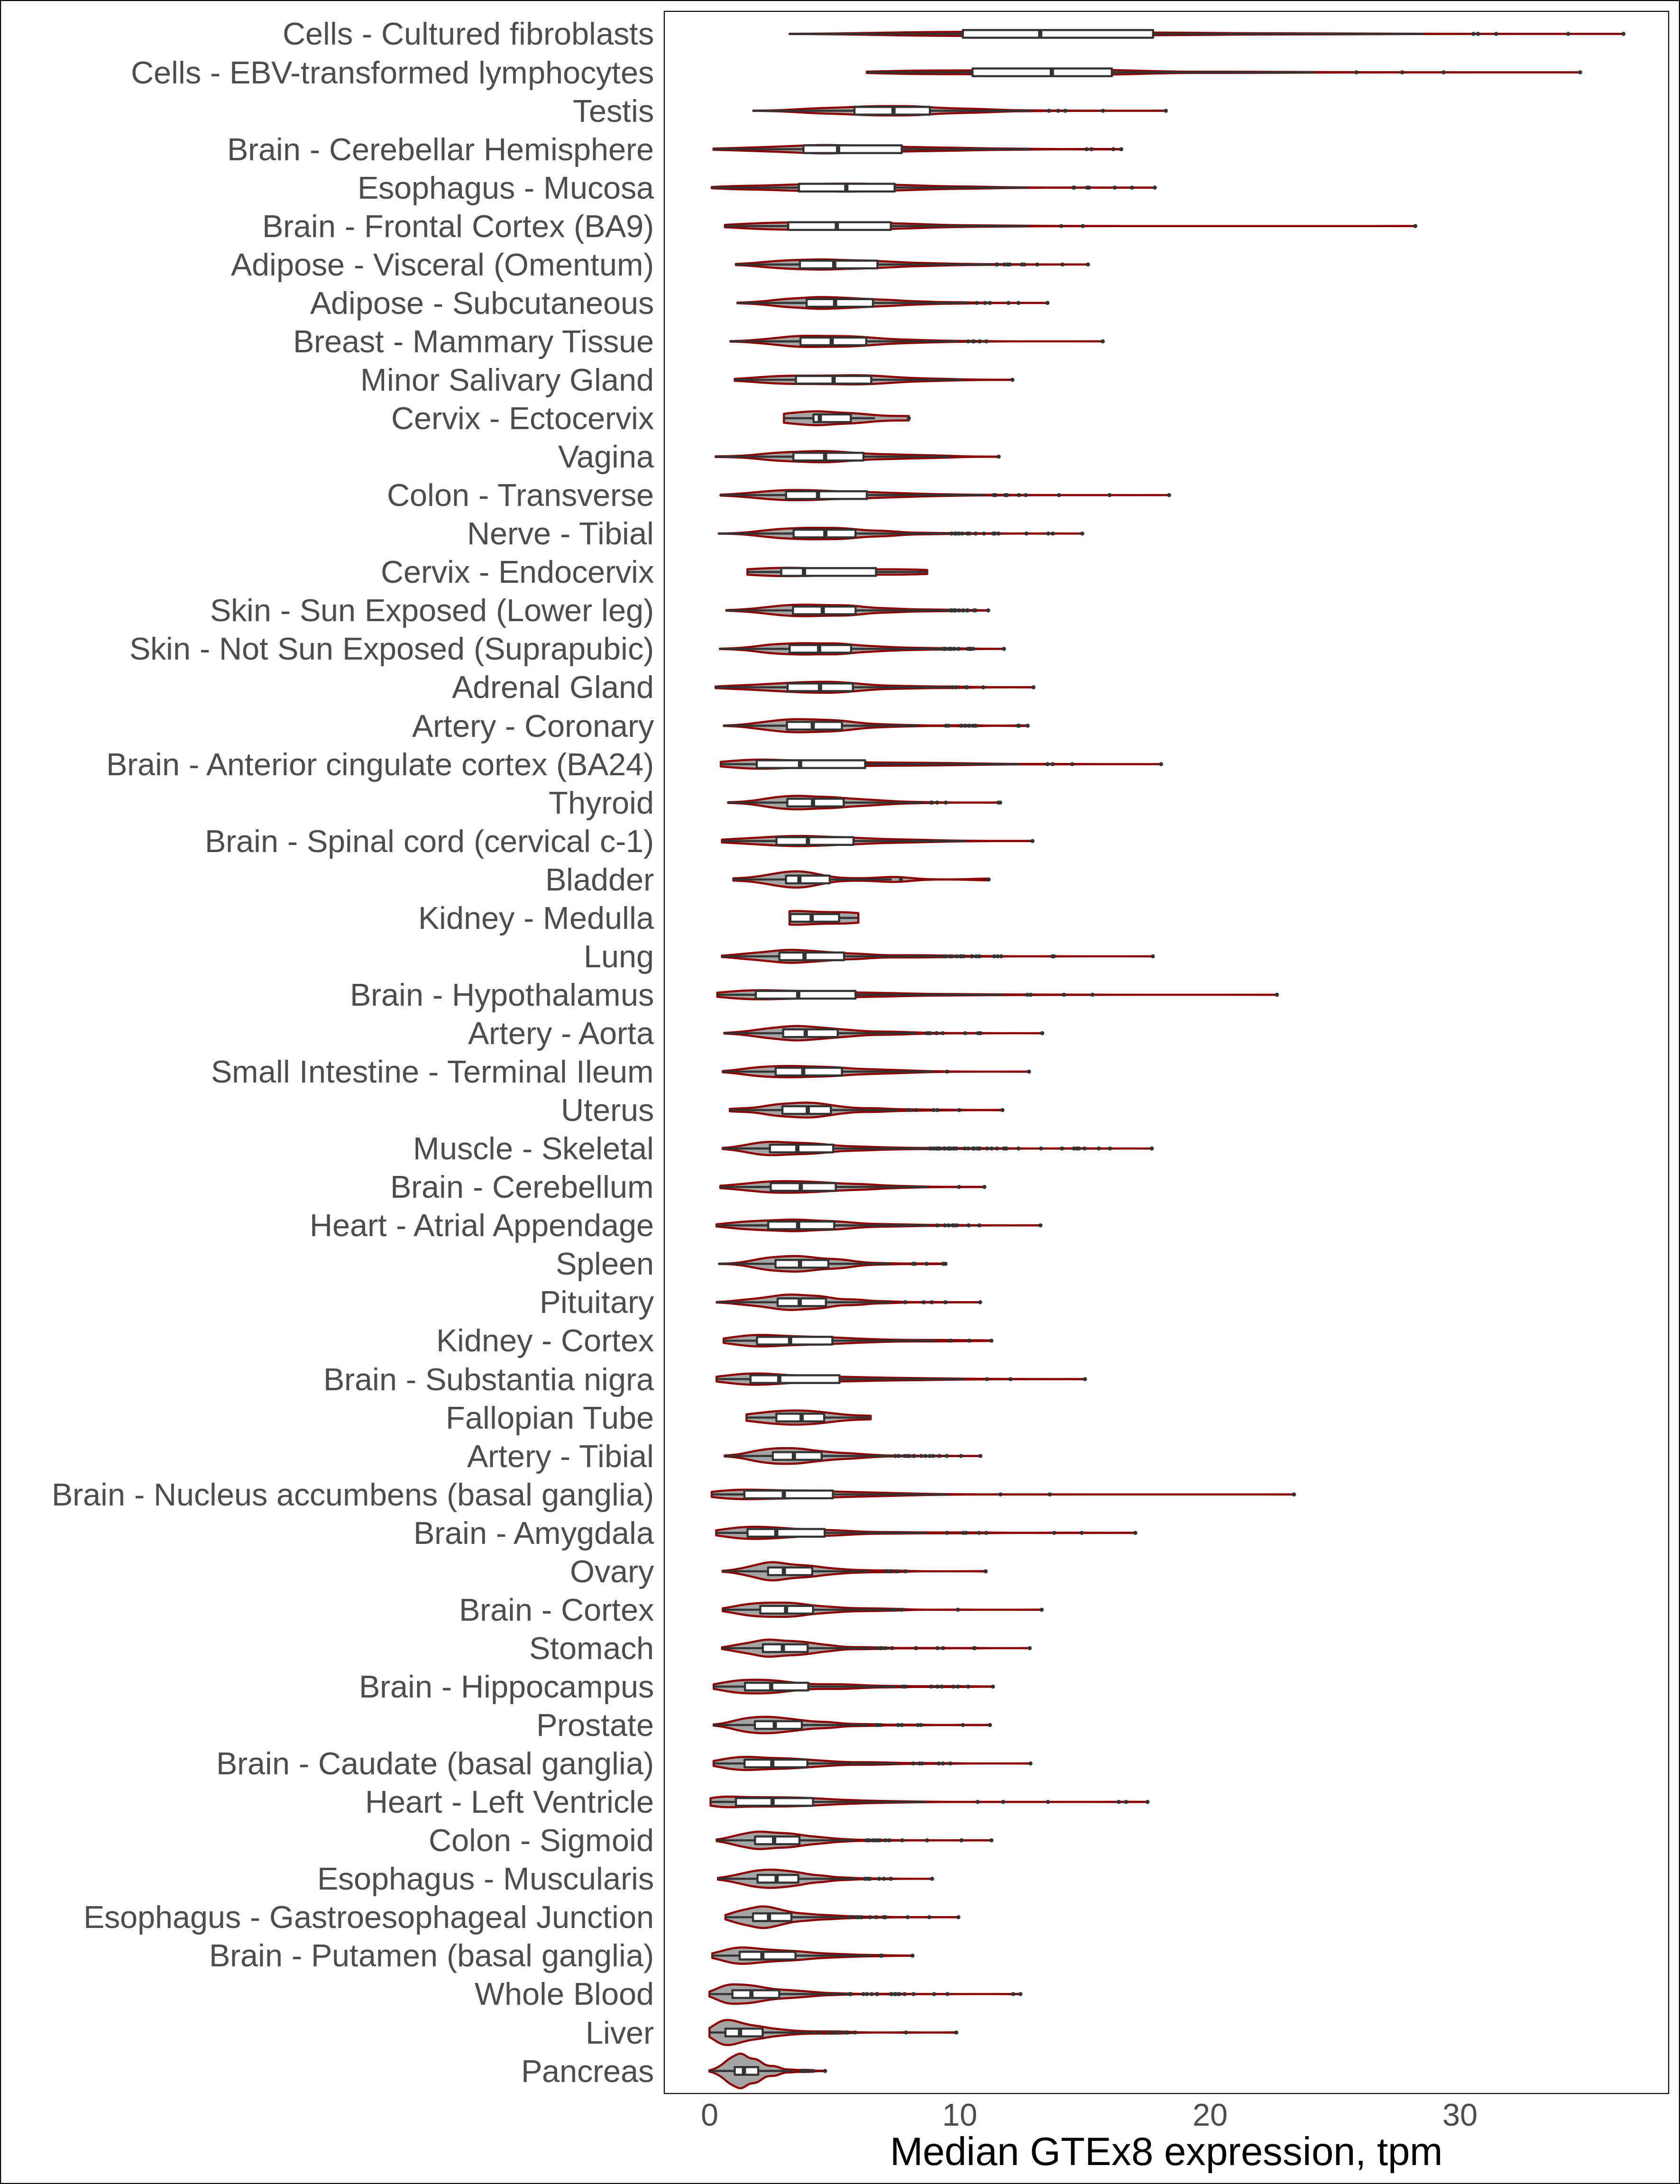 Cells - Cultured fibroblasts
Cells - EBV-transformed lymphocytes
Testis
Brain - Cerebellar Hemisphere
Esophagus - Mucosa
Brain - Frontal Cortex (BA9)
Adipose - Visceral (Omentum)
Adipose - Subcutaneous
Breast - Mammary Tissue
Minor Salivary Gland
Cervix - Ectocervix
Vagina
Colon - Transverse
Nerve - Tibial
Cervix - Endocervix
Skin - Sun Exposed (Lower leg)
Skin - Not Sun Exposed (Suprapubic)
Adrenal Gland
Artery - Coronary
Brain - Anterior cingulate cortex (BA24)
Thyroid
Brain - Spinal cord (cervical c-1)
Bladder
Kidney - Medulla
Lung
Brain - Hypothalamus
Artery - Aorta
Small Intestine - Terminal Ileum
Uterus
Muscle - Skeletal
Brain - Cerebellum
Heart - Atrial Appendage
Spleen
Pituitary
Kidney - Cortex
Brain - Substantia nigra
Fallopian Tube
Artery - Tibial
Brain - Nucleus accumbens (basal ganglia)
Brain - Amygdala
Ovary
Brain - Cortex
Stomach
Brain - Hippocampus
Prostate
Brain - Caudate (basal ganglia)
Heart - Left Ventricle
Colon - Sigmoid
Esophagus - Muscularis
Esophagus - Gastroesophageal Junction
Brain - Putamen (basal ganglia)
Whole Blood
Liver
Pancreas
0 10 20 30
Median GTEx8 expression, tpm